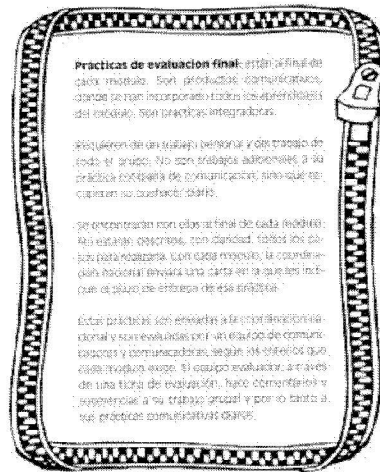 Prácticas de evaluación final: están al final de
cada módulo. Son productos comunicativos,
donde se han incorporado todos los aprendizajes
del módulo. Son prácticas integradoras.
Requieren de un trabajo personal y del trabajo de
todo el grupo. No son trabajos adicionales a su
práctica cotidiana de comunicación, sino que
su quehacer diario.
Se encontrarán con ellas al final de cada módulo.
Allí estarán descritos, con claridad, todos los pa-
sos para realizarla. Con cada módulo, la coordina-
ción nacional enviará una carta en la que les indi-
que el plazo de entrega de esa práctica.
Estas prácticas son enviadas a la coordinación na-
cional y son evaluadas por un equipo de comuni-
cadores y comunicadoras, según los criterios que
cada módulo exige. El equipo evaluador, a través
de una ficha de evaluación, hace comentarios y
sugerencias a su trabajo grupal y por lo tanto a
sus prácticas comunicativas diarias.